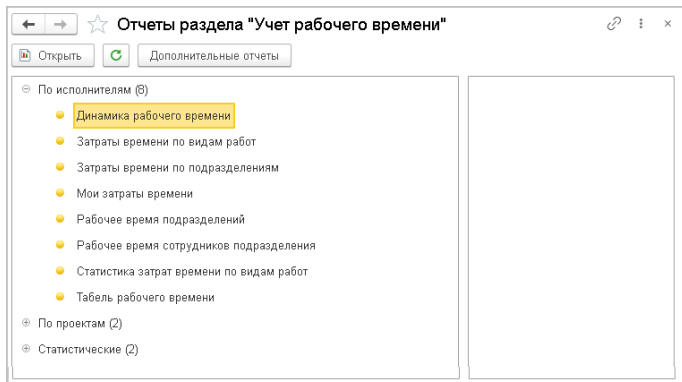 Отчеты раздела "Учет рабочего времени"
Открыть Дополнительные отчеты
По исполнителям (8)
Динамика рабочего времени
Затраты времени по видам работ
Затраты времени по подразделениям
Мои затраты времени
Рабочее время подразделений
Рабочее время сотрудников подразделения
Статистика затрат времени по видам работ
Табель рабочего времени
По проектам (2)
Статистические (2)